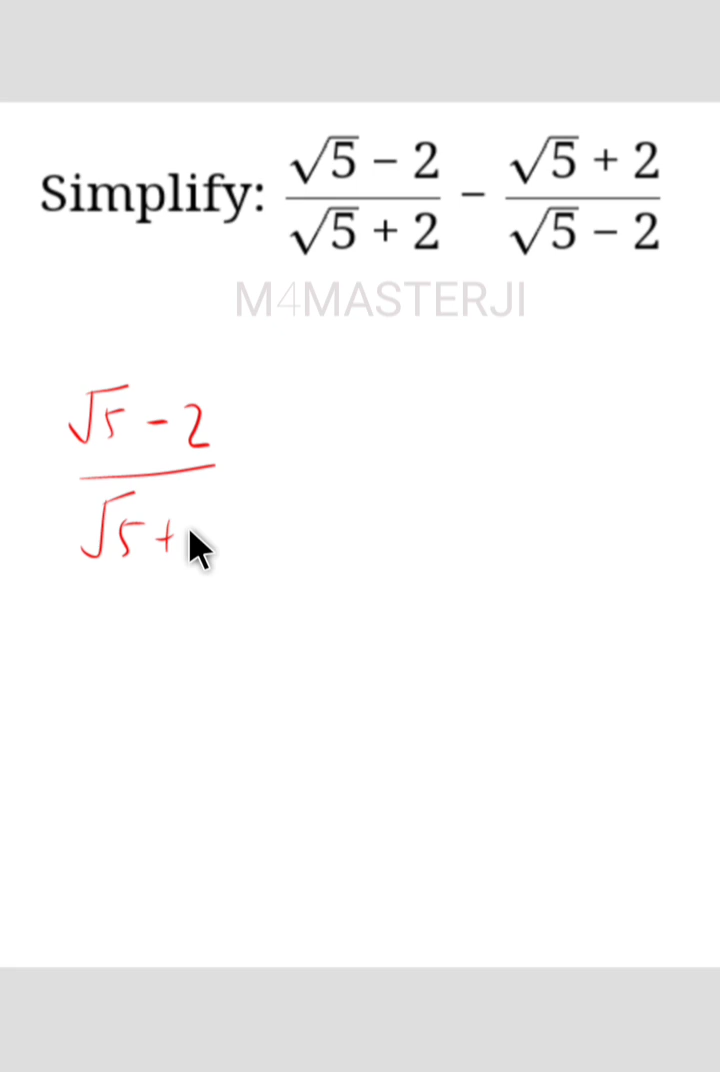 Simplify: (√5 − 2)/(√5 + 2) − (√5 + 2)/(√5 − 2)
M4MASTERJI
√5 − 2
√5 +